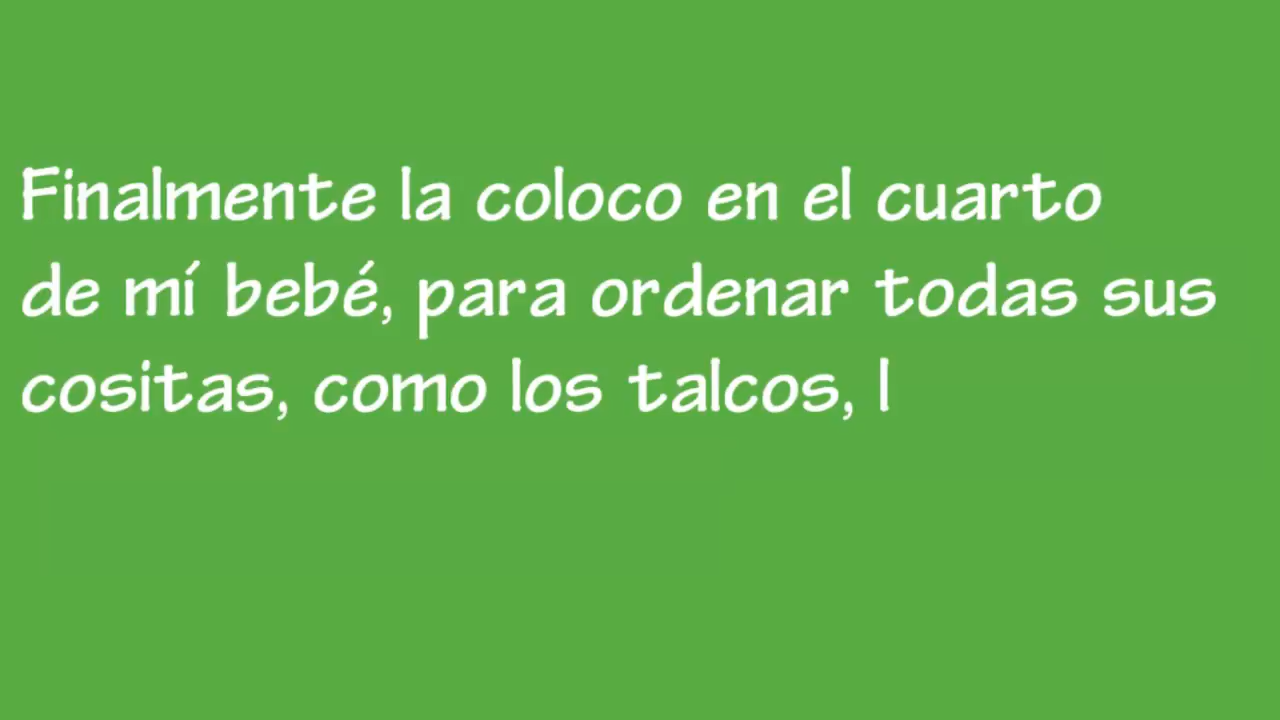 Finalmente la coloco en el cuarto
de mí bebé, para ordenar todas sus
cositas, como los talcos, l